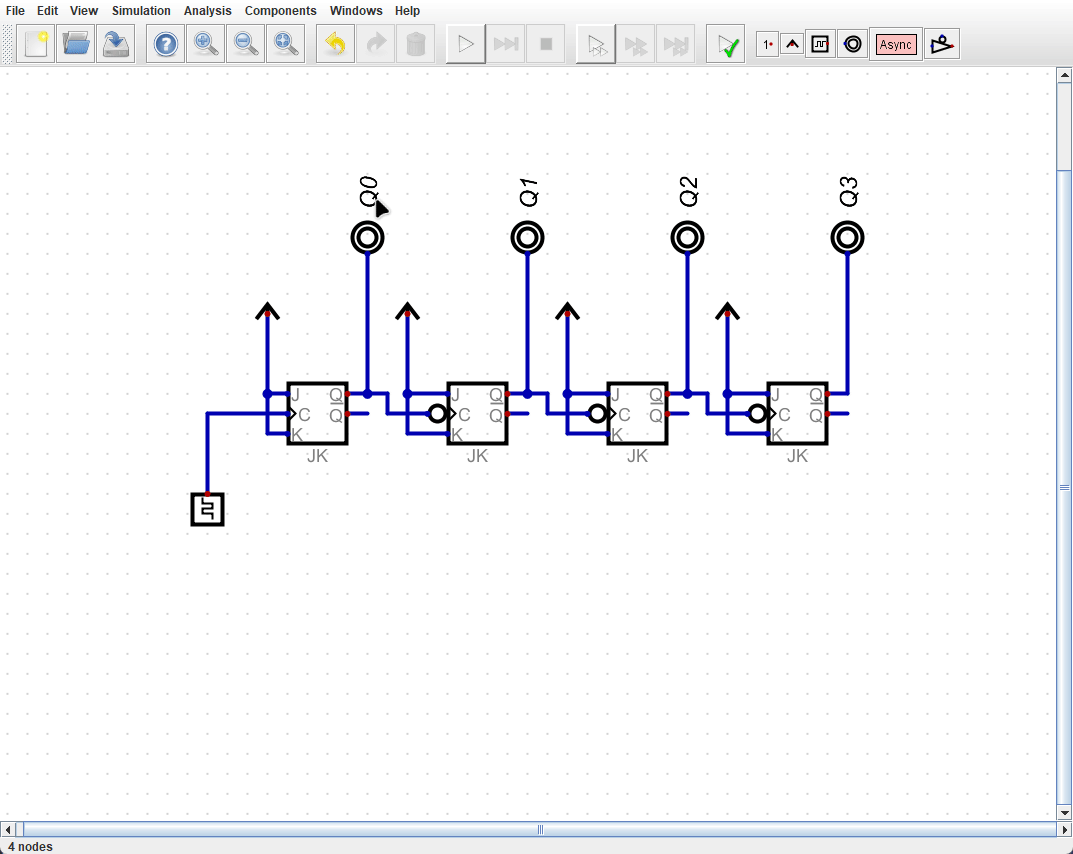 File Edit View Simulation Analysis Components Windows Help
? 1 Async
Q0 Q1 Q2 Q3
J Q J Q J Q J Q
C Q C Q C Q C Q
K K K K
JK JK JK JK
4 nodes